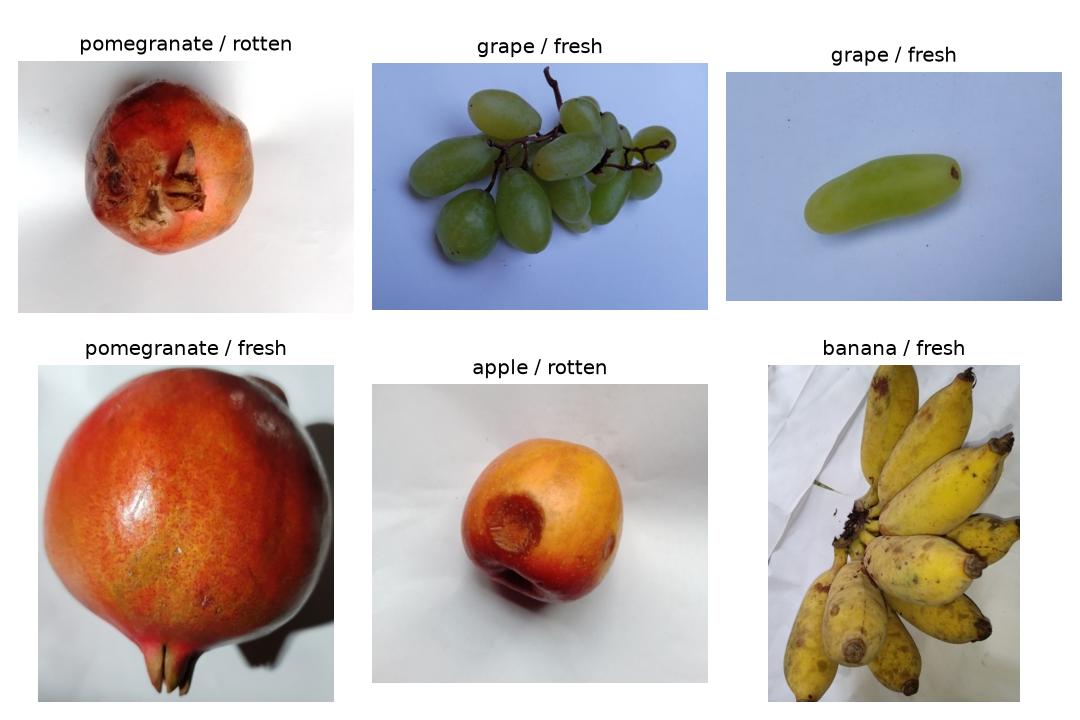 pomegranate / rotten
grape / fresh
grape / fresh
pomegranate / fresh
apple / rotten
banana / fresh